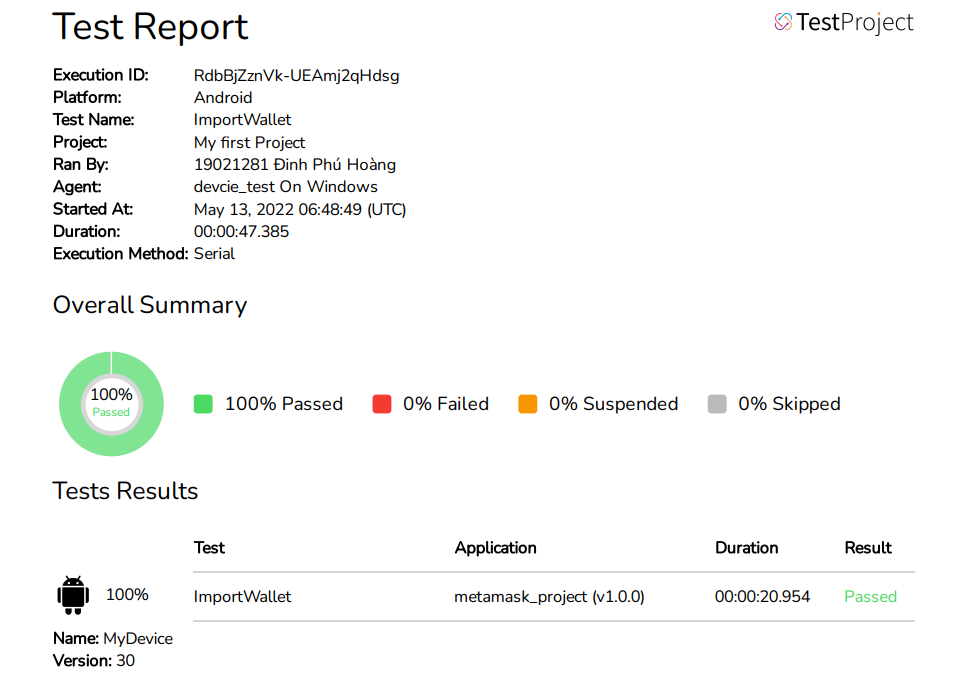 Test Report
TestProject
Execution ID: RdbBjZznVk-UEAmj2qHdsg
Platform: Android
Test Name: ImportWallet
Project: My first Project
Ran By: 19021281 Đinh Phú Hoàng
Agent: devcie_test On Windows
Started At: May 13, 2022 06:48:49 (UTC)
Duration: 00:00:47.385
Execution Method: Serial
Overall Summary
100%
Passed
100% Passed 0% Failed 0% Suspended 0% Skipped
Tests Results
Test Application Duration Result
100% ImportWallet metamask_project (v1.0.0) 00:00:20.954 Passed
Name: MyDevice
Version: 30